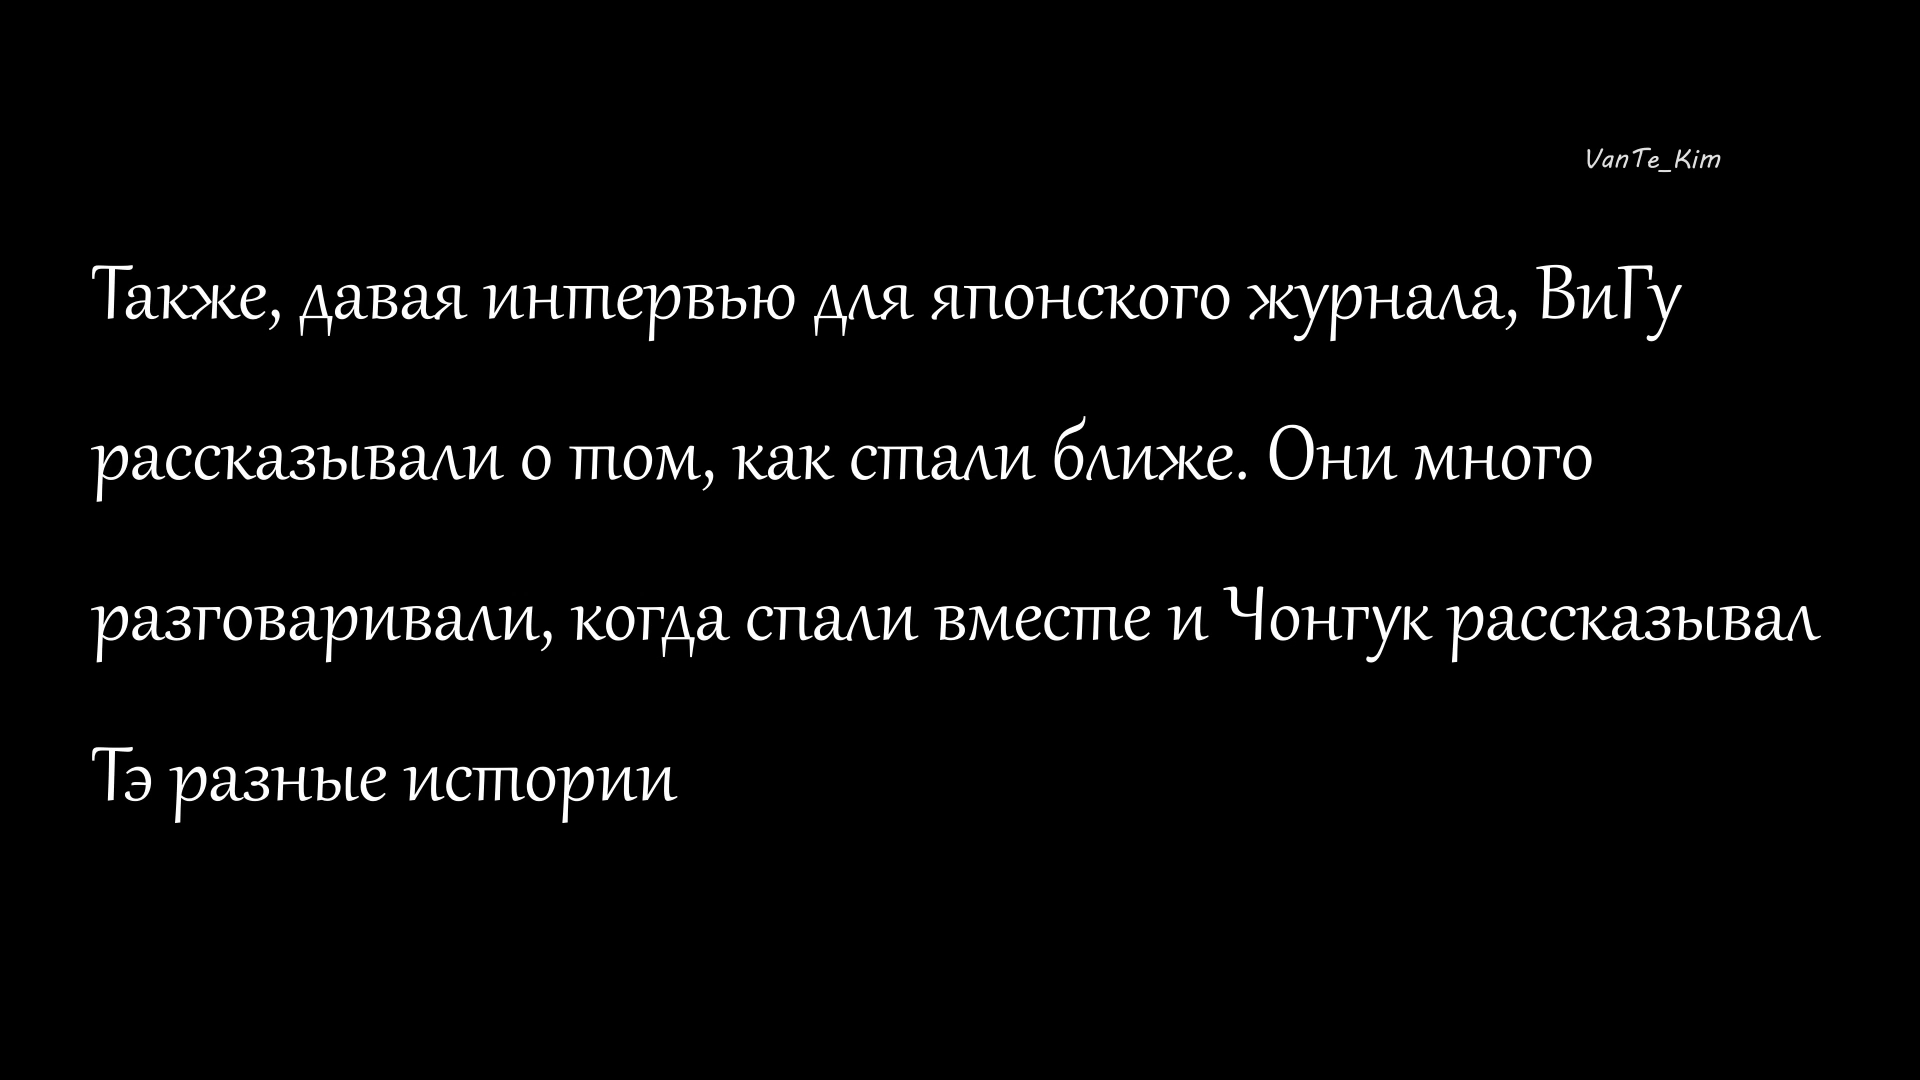 VanTe_Kim
Также, давая интервью для японского журнала, ВиГу
рассказывали о том, как стали ближе. Они много
разговаривали, когда спали вместе и Чонгук рассказывал
Тэ разные истории